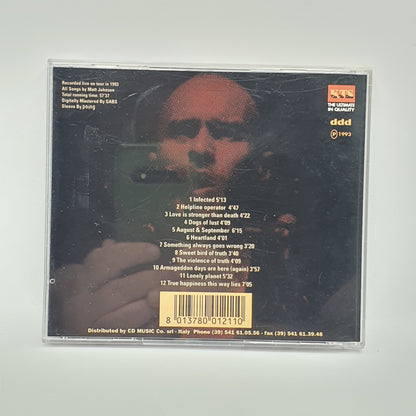 Recorded live on tour in 1993
All Songs by Matt Johnson
Total running time: 57'37
Digitally Mastered By GABS
THE ULTIMATE
IN QUALITY
ddd
℗ 1993
1 Infected 5'13
2 Helpline operator 4'47
3 Love is stronger than death 4'22
4 Dogs of lust 4'09
5 August & September 6'15
6 Heartland 4'01
7 Something always goes wrong 3'20
8 Sweet bird of truth 3'40
9 The violence of truth 4'09
10 Armageddon days are here (again) 3'57
11 Lonely planet 5'32
12 True happiness this way lies 7'05
8 013780 012110
Distributed by CD MUSIC Co. srl - Italy Phono (39) 541 61.05.56 - fax (39) 541 61.39.48